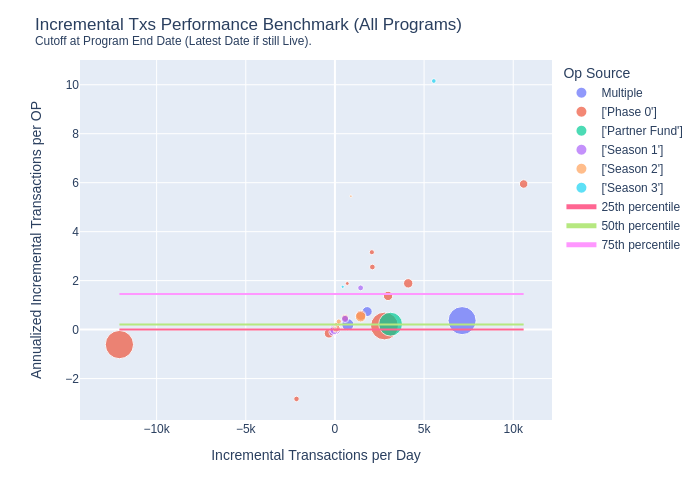 Incremental Txs Performance Benchmark (All Programs)
Cutoff at Program End Date (Latest Date if still Live).
Annualized Incremental Transactions per OP
10
8
6
4
2
0
−2
−10k
−5k
0
5k
10k
Incremental Transactions per Day
Op Source
Multiple
['Phase 0']
['Partner Fund']
['Season 1']
['Season 2']
['Season 3']
25th percentile
50th percentile
75th percentile